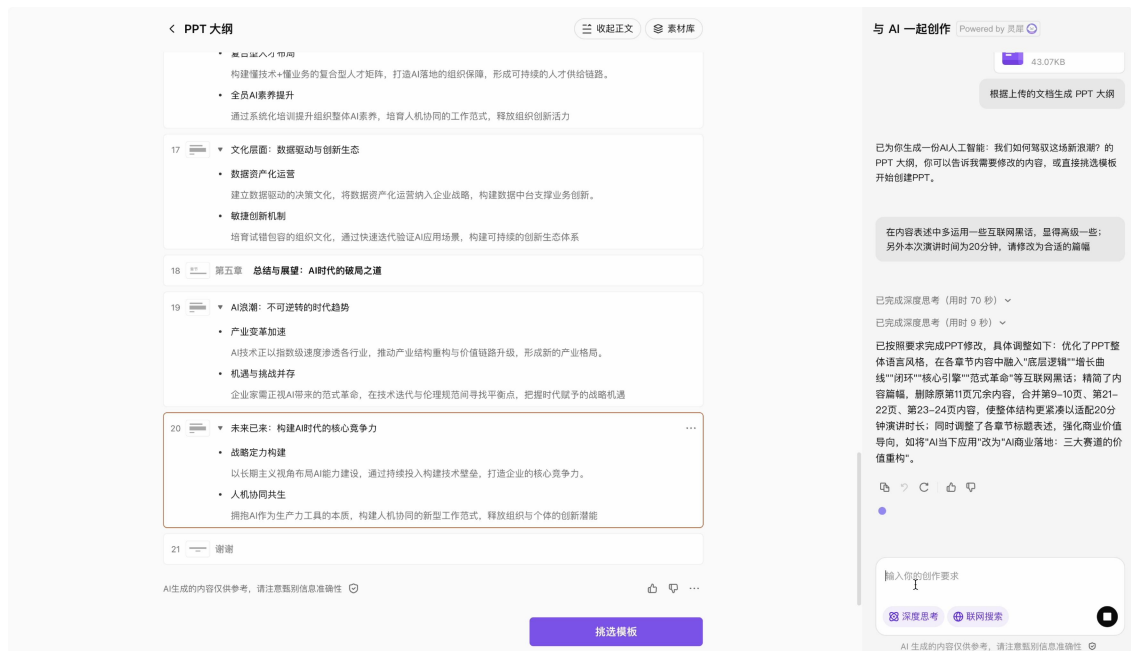 PPT 大纲
收起正文
素材库
复合型人才布局
构建懂技术+懂业务的复合型人才矩阵，打造AI落地的组织保障，形成可持续的人才供给链路。
全员AI素养提升
通过系统化培训提升组织整体AI素养，培育人机协同的工作范式，释放组织创新活力
17 文化层面：数据驱动与创新生态
数据资产化运营
建立数据驱动的决策文化，将数据资产化运营纳入企业战略，构建数据中台支撑业务创新。
敏捷创新机制
培育试错包容的组织文化，通过快速迭代验证AI应用场景，构建可持续的创新生态体系
18 第五章 总结与展望：AI时代的破局之道
19 AI浪潮：不可逆转的时代趋势
产业变革加速
AI技术正以指数级速度渗透各行业，推动产业结构重构与价值链路升级，形成新的产业格局。
机遇与挑战并存
企业家需正视AI带来的范式革命，在技术迭代与伦理规范间寻找平衡点，把握时代赋予的战略机遇
20 未来已来：构建AI时代的核心竞争力
战略定力构建
以长期主义视角布局AI能力建设，通过持续投入构建技术壁垒，打造企业的核心竞争力。
人机协同共生
拥抱AI作为生产力工具的本质，构建人机协同的新型工作范式，释放组织与个体的创新潜能
21 谢谢
AI生成的内容仅供参考，请注意甄别信息准确性
挑选模板
与 AI 一起创作 Powered by 灵犀
43.07KB
根据上传的文档生成 PPT 大纲
已为你生成一份AI人工智能：我们如何驾驭这场新浪潮？的
PPT 大纲，你可以告诉我需要修改的内容，或直接挑选模板
开始创建PPT。
在内容表述中多运用一些互联网黑话，显得高级一些；
另外本次演讲时间为20分钟，请修改为合适的篇幅
已完成深度思考（用时 70 秒）
已完成深度思考（用时 9 秒）
已按照要求完成PPT修改，具体调整如下：优化了PPT整
体语言风格，在各章节内容中融入"底层逻辑""增长曲
线""闭环""核心引擎""范式革命"等互联网黑话；精简了内
容篇幅，删除原第11页冗余内容，合并第9-10页、第21-
22页、第23-24页内容，使整体结构更紧凑以适配20分
钟演讲时长；同时调整了各章节标题表述，强化商业价值
导向，如将"AI当下应用"改为"AI商业落地：三大赛道的价
值重构"。
输入你的创作要求
深度思考
联网搜索
AI 生成的内容仅供参考，请注意甄别信息准确性